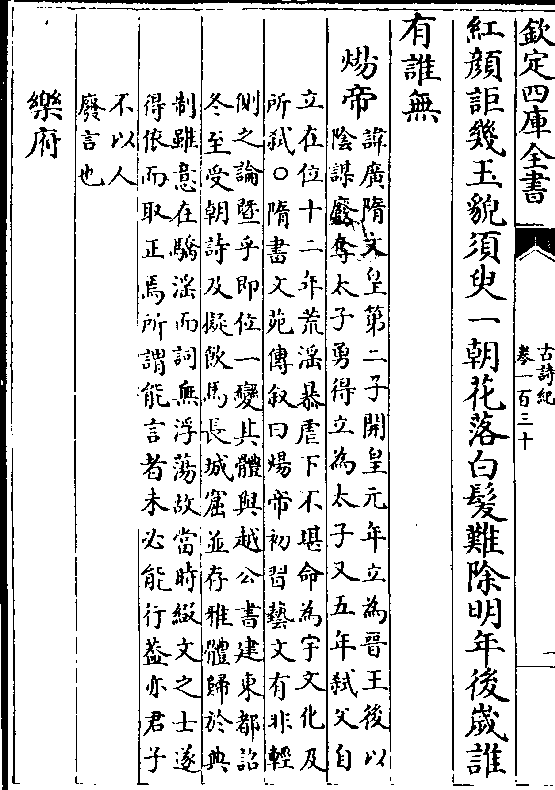 欽定四庫全書
古詩紀
卷一百三十
一
紅顔詎幾玉貌須臾一朝花落白髮難除明年後嵗誰
有誰無
煬帝
諱廣隋文皇第二子開皇元年立為晉王後以
陰謀廢奪太子勇得立為太子又五年弑父自
立在位十二年荒淫暴虐下不堪命為宇文化及
所弑○隋書文苑傳叙曰煬帝初習藝文有非輕
側之論暨乎即位一變其體與越公書建東都詔
冬至受朝詩及擬飲馬長城窟並存雅體歸於典
制雖意在驕淫而詞無浮蕩故當時綴文之士遂
得依而取正焉所謂能言者未必能行蓋亦君子
不以人
廢言也
樂府